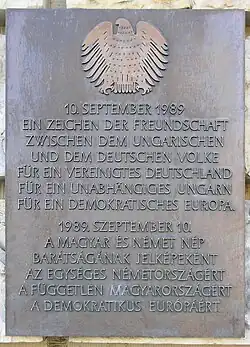 10. SEPTEMBER 1989
EIN ZEICHEN DER FREUNDSCHAFT
ZWISCHEN DEM UNGARISCHEN
UND DEM DEUTSCHEN VOLKE
FÜR EIN VEREINIGTES DEUTSCHLAND
FÜR EIN UNABHÄNGIGES UNGARN
FÜR EIN DEMOKRATISCHES EUROPA.
1989. SZEPTEMBER 10.
A MAGYAR ÉS NÉMET NÉP
BARÁTSÁGÁNAK JELKÉPEKÉNT
AZ EGYSÉGES NÉMETORSZÁGÉRT
A FÜGGETLEN MAGYARORSZÁGÉRT
A DEMOKRATIKUS EURÓPÁÉRT